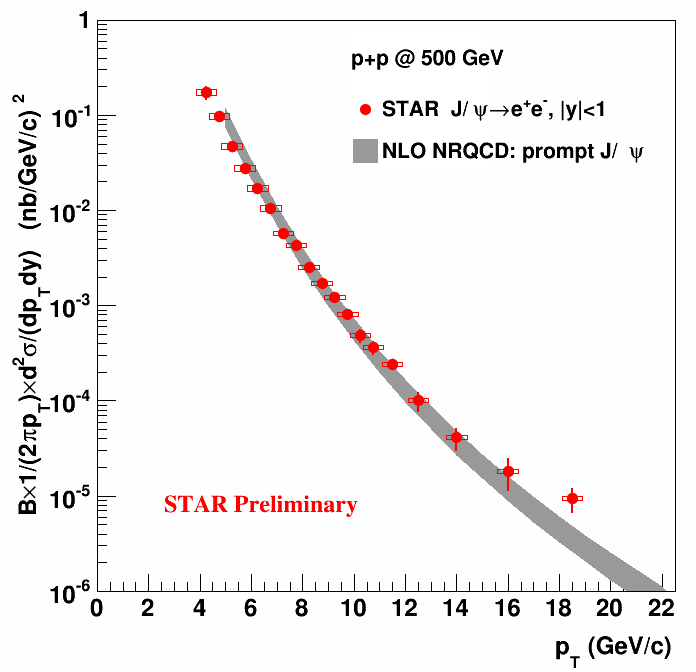 p+p @ 500 GeV
STAR J/ψ→e⁺e⁻, |y|<1
NLO NRQCD: prompt J/ ψ
STAR Preliminary
B×1/(2πp_T)×d²σ/(dp_Tdy) (nb/GeV/c)²
1
10⁻¹
10⁻²
10⁻³
10⁻⁴
10⁻⁵
10⁻⁶
0 2 4 6 8 10 12 14 16 18 20 22
p_T (GeV/c)